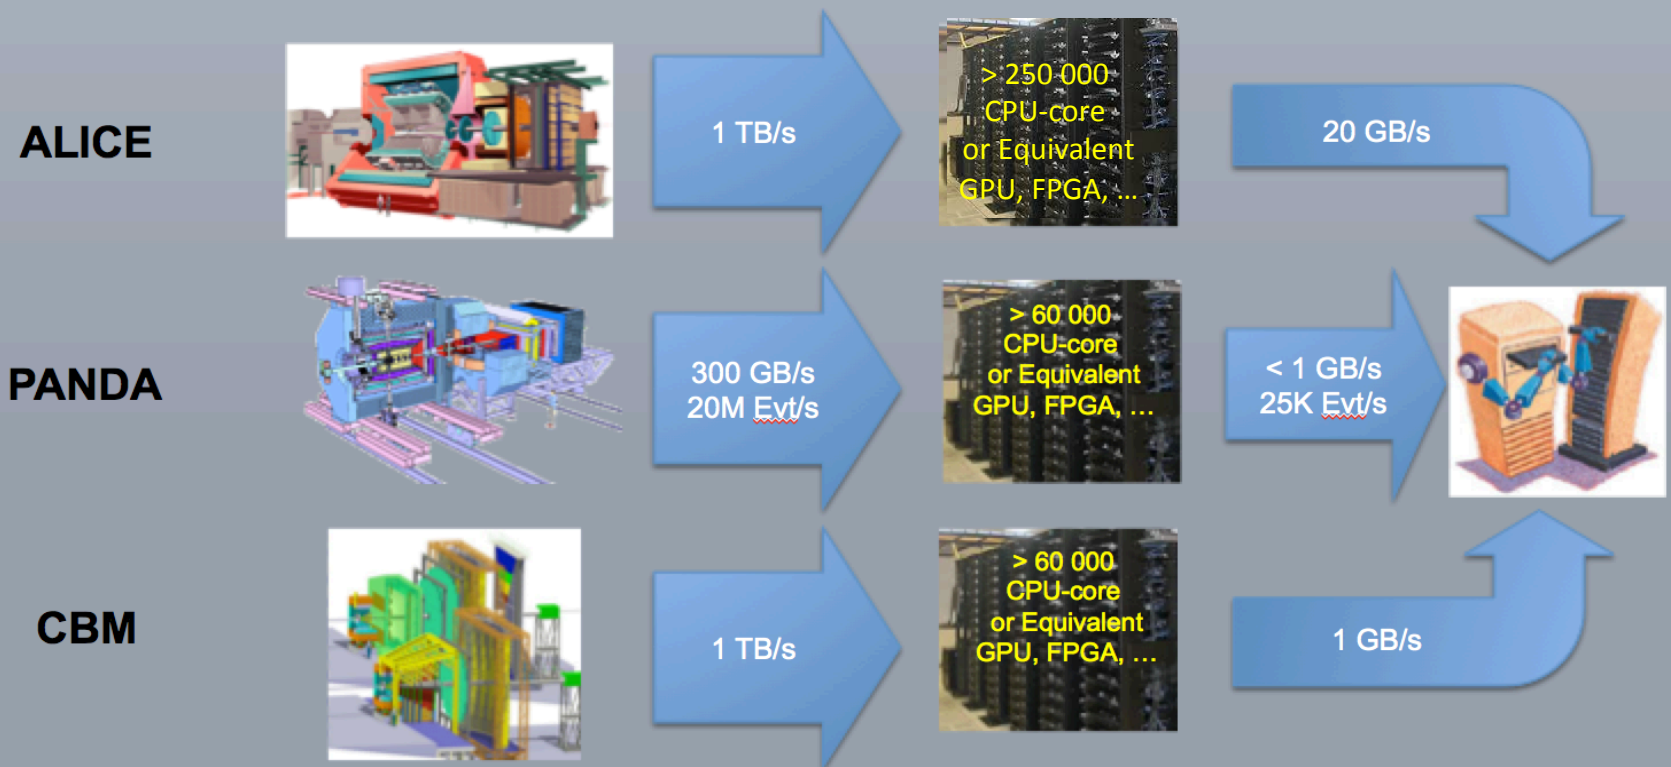 ALICE
1 TB/s
> 250 000
CPU-core
or Equivalent
GPU, FPGA, ...
20 GB/s
PANDA
300 GB/s
20M Evt/s
> 60 000
CPU-core
or Equivalent
GPU, FPGA, ...
< 1 GB/s
25K Evt/s
CBM
1 TB/s
> 60 000
CPU-core
or Equivalent
GPU, FPGA, ...
1 GB/s